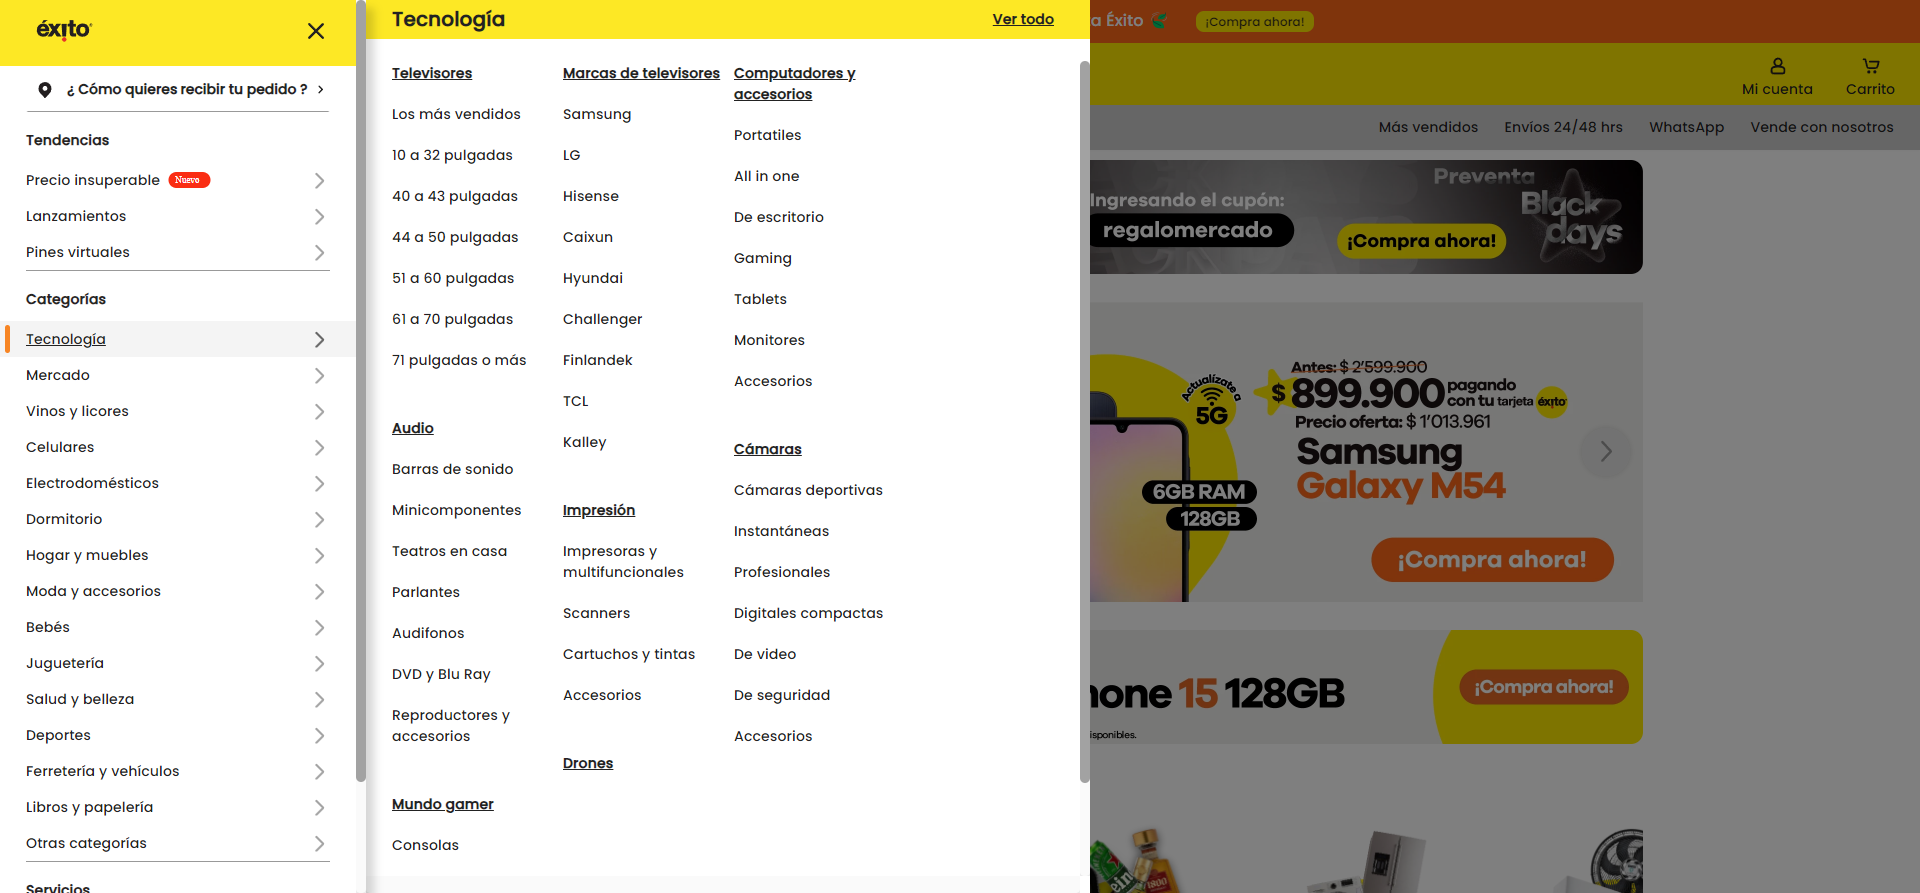 éxito
¿ Cómo quieres recibir tu pedido ?
Tendencias
Precio insuperable Nuevo
Lanzamientos
Pines virtuales
Categorías
Tecnología
Mercado
Vinos y licores
Celulares
Electrodomésticos
Dormitorio
Hogar y muebles
Moda y accesorios
Bebés
Juguetería
Salud y belleza
Deportes
Ferretería y vehículos
Libros y papelería
Otras categorías
Servicios
Tecnología
Ver todo
Televisores
Los más vendidos
10 a 32 pulgadas
40 a 43 pulgadas
44 a 50 pulgadas
51 a 60 pulgadas
61 a 70 pulgadas
71 pulgadas o más
Audio
Barras de sonido
Minicomponentes
Teatros en casa
Parlantes
Audifonos
DVD y Blu Ray
Reproductores y
accesorios
Mundo gamer
Consolas
Marcas de televisores
Samsung
LG
Hisense
Caixun
Hyundai
Challenger
Finlandek
TCL
Kalley
Impresión
Impresoras y
multifuncionales
Scanners
Cartuchos y tintas
Accesorios
Drones
Computadores y
accesorios
Portatiles
All in one
De escritorio
Gaming
Tablets
Monitores
Accesorios
Cámaras
Cámaras deportivas
Instantáneas
Profesionales
Digitales compactas
De video
De seguridad
Accesorios
a Éxito
¡Compra ahora!
Mi cuenta
Carrito
Más vendidos
Envíos 24/48 hrs
WhatsApp
Vende con nosotros
Ingresando el cupón:
regalomercado
¡Compra ahora!
Preventa
Black
days
Actualízate a
5G
Antes: $ 2'599.900
$ 899.900 pagando
con tu tarjeta éxito
Precio oferta: $ 1'013.961
Samsung
Galaxy M54
6GB RAM
128GB
¡Compra ahora!
hone 15 128GB
isponibles.
¡Compra ahora!
1800